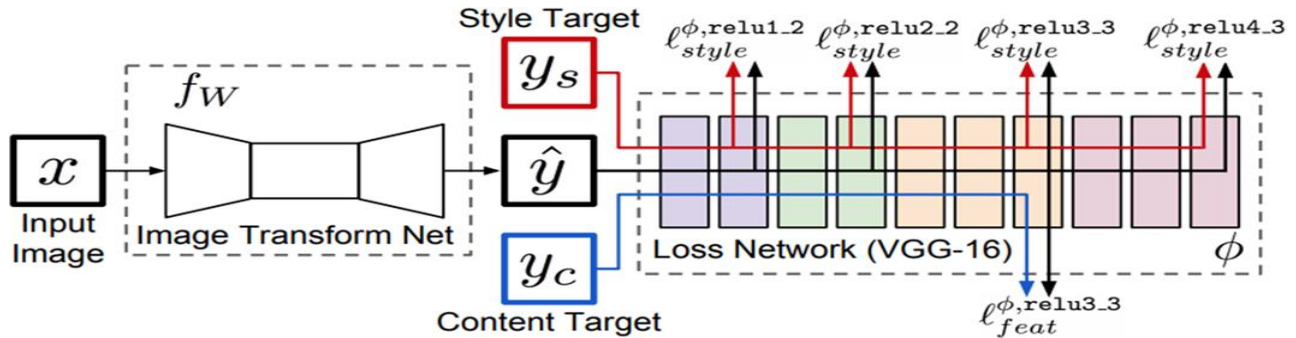 Style Target
y_s
ℓ^{φ,relu1_2}_{style}
ℓ^{φ,relu2_2}_{style}
ℓ^{φ,relu3_3}_{style}
ℓ^{φ,relu4_3}_{style}
f_W
x
ŷ
Input
Image
Image Transform Net
Loss Network (VGG-16)
ϕ
y_c
Content Target
ℓ^{φ,relu3_3}_{feat}